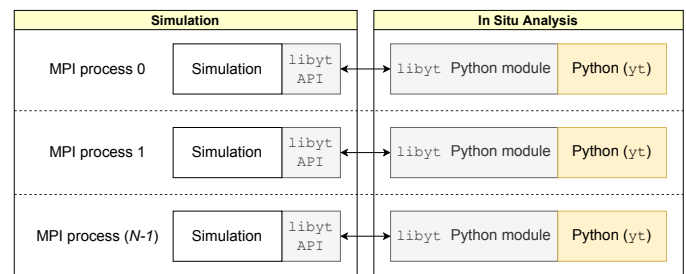 Simulation
In Situ Analysis
MPI process 0
Simulation
libyt
API
libyt Python module
Python (yt)
MPI process 1
Simulation
libyt
API
libyt Python module
Python (yt)
MPI process (N-1)
Simulation
libyt
API
libyt Python module
Python (yt)